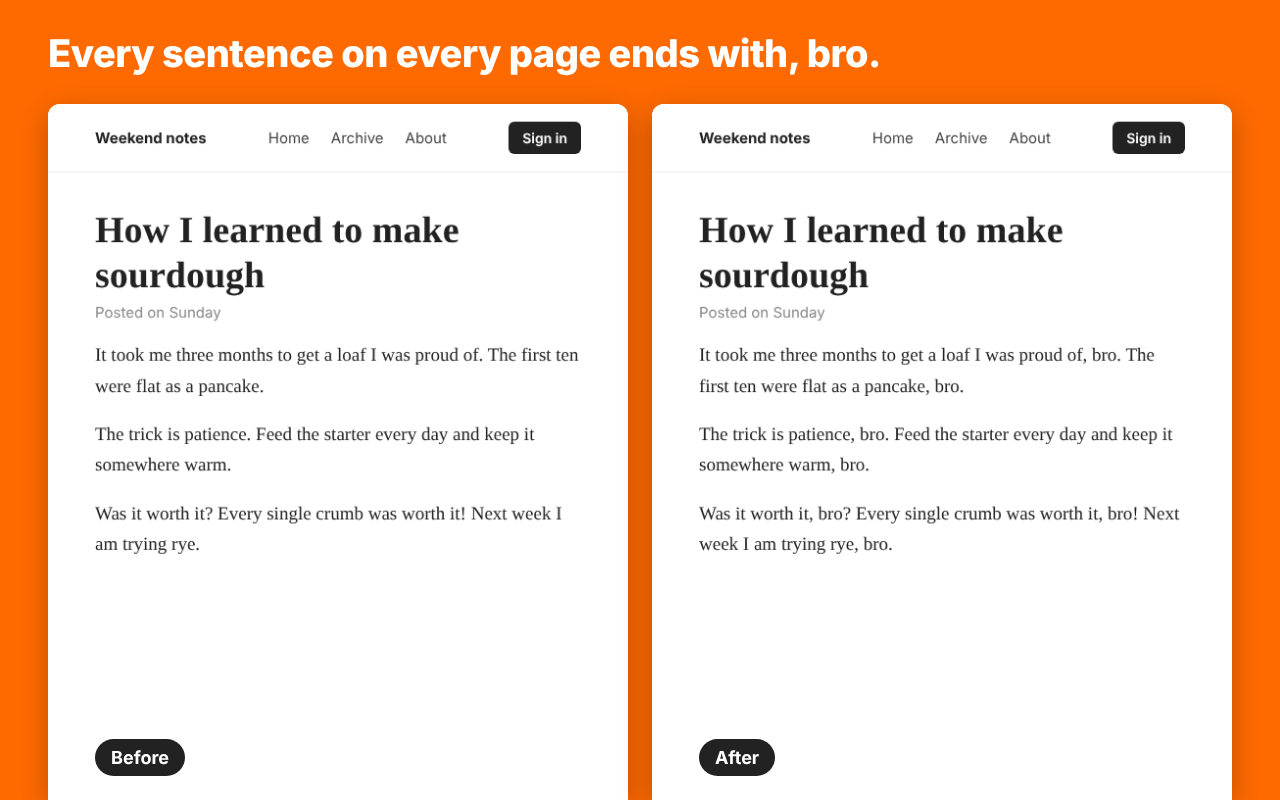 Every sentence on every page ends with, bro.
Weekend notes
Home
Archive
About
Sign in
How I learned to make
sourdough
Posted on Sunday
It took me three months to get a loaf I was proud of. The first ten
were flat as a pancake.
The trick is patience. Feed the starter every day and keep it
somewhere warm.
Was it worth it? Every single crumb was worth it! Next week I
am trying rye.
Before
Weekend notes
Home
Archive
About
Sign in
How I learned to make
sourdough
Posted on Sunday
It took me three months to get a loaf I was proud of, bro. The
first ten were flat as a pancake, bro.
The trick is patience, bro. Feed the starter every day and keep it
somewhere warm, bro.
Was it worth it, bro? Every single crumb was worth it, bro! Next
week I am trying rye, bro.
After